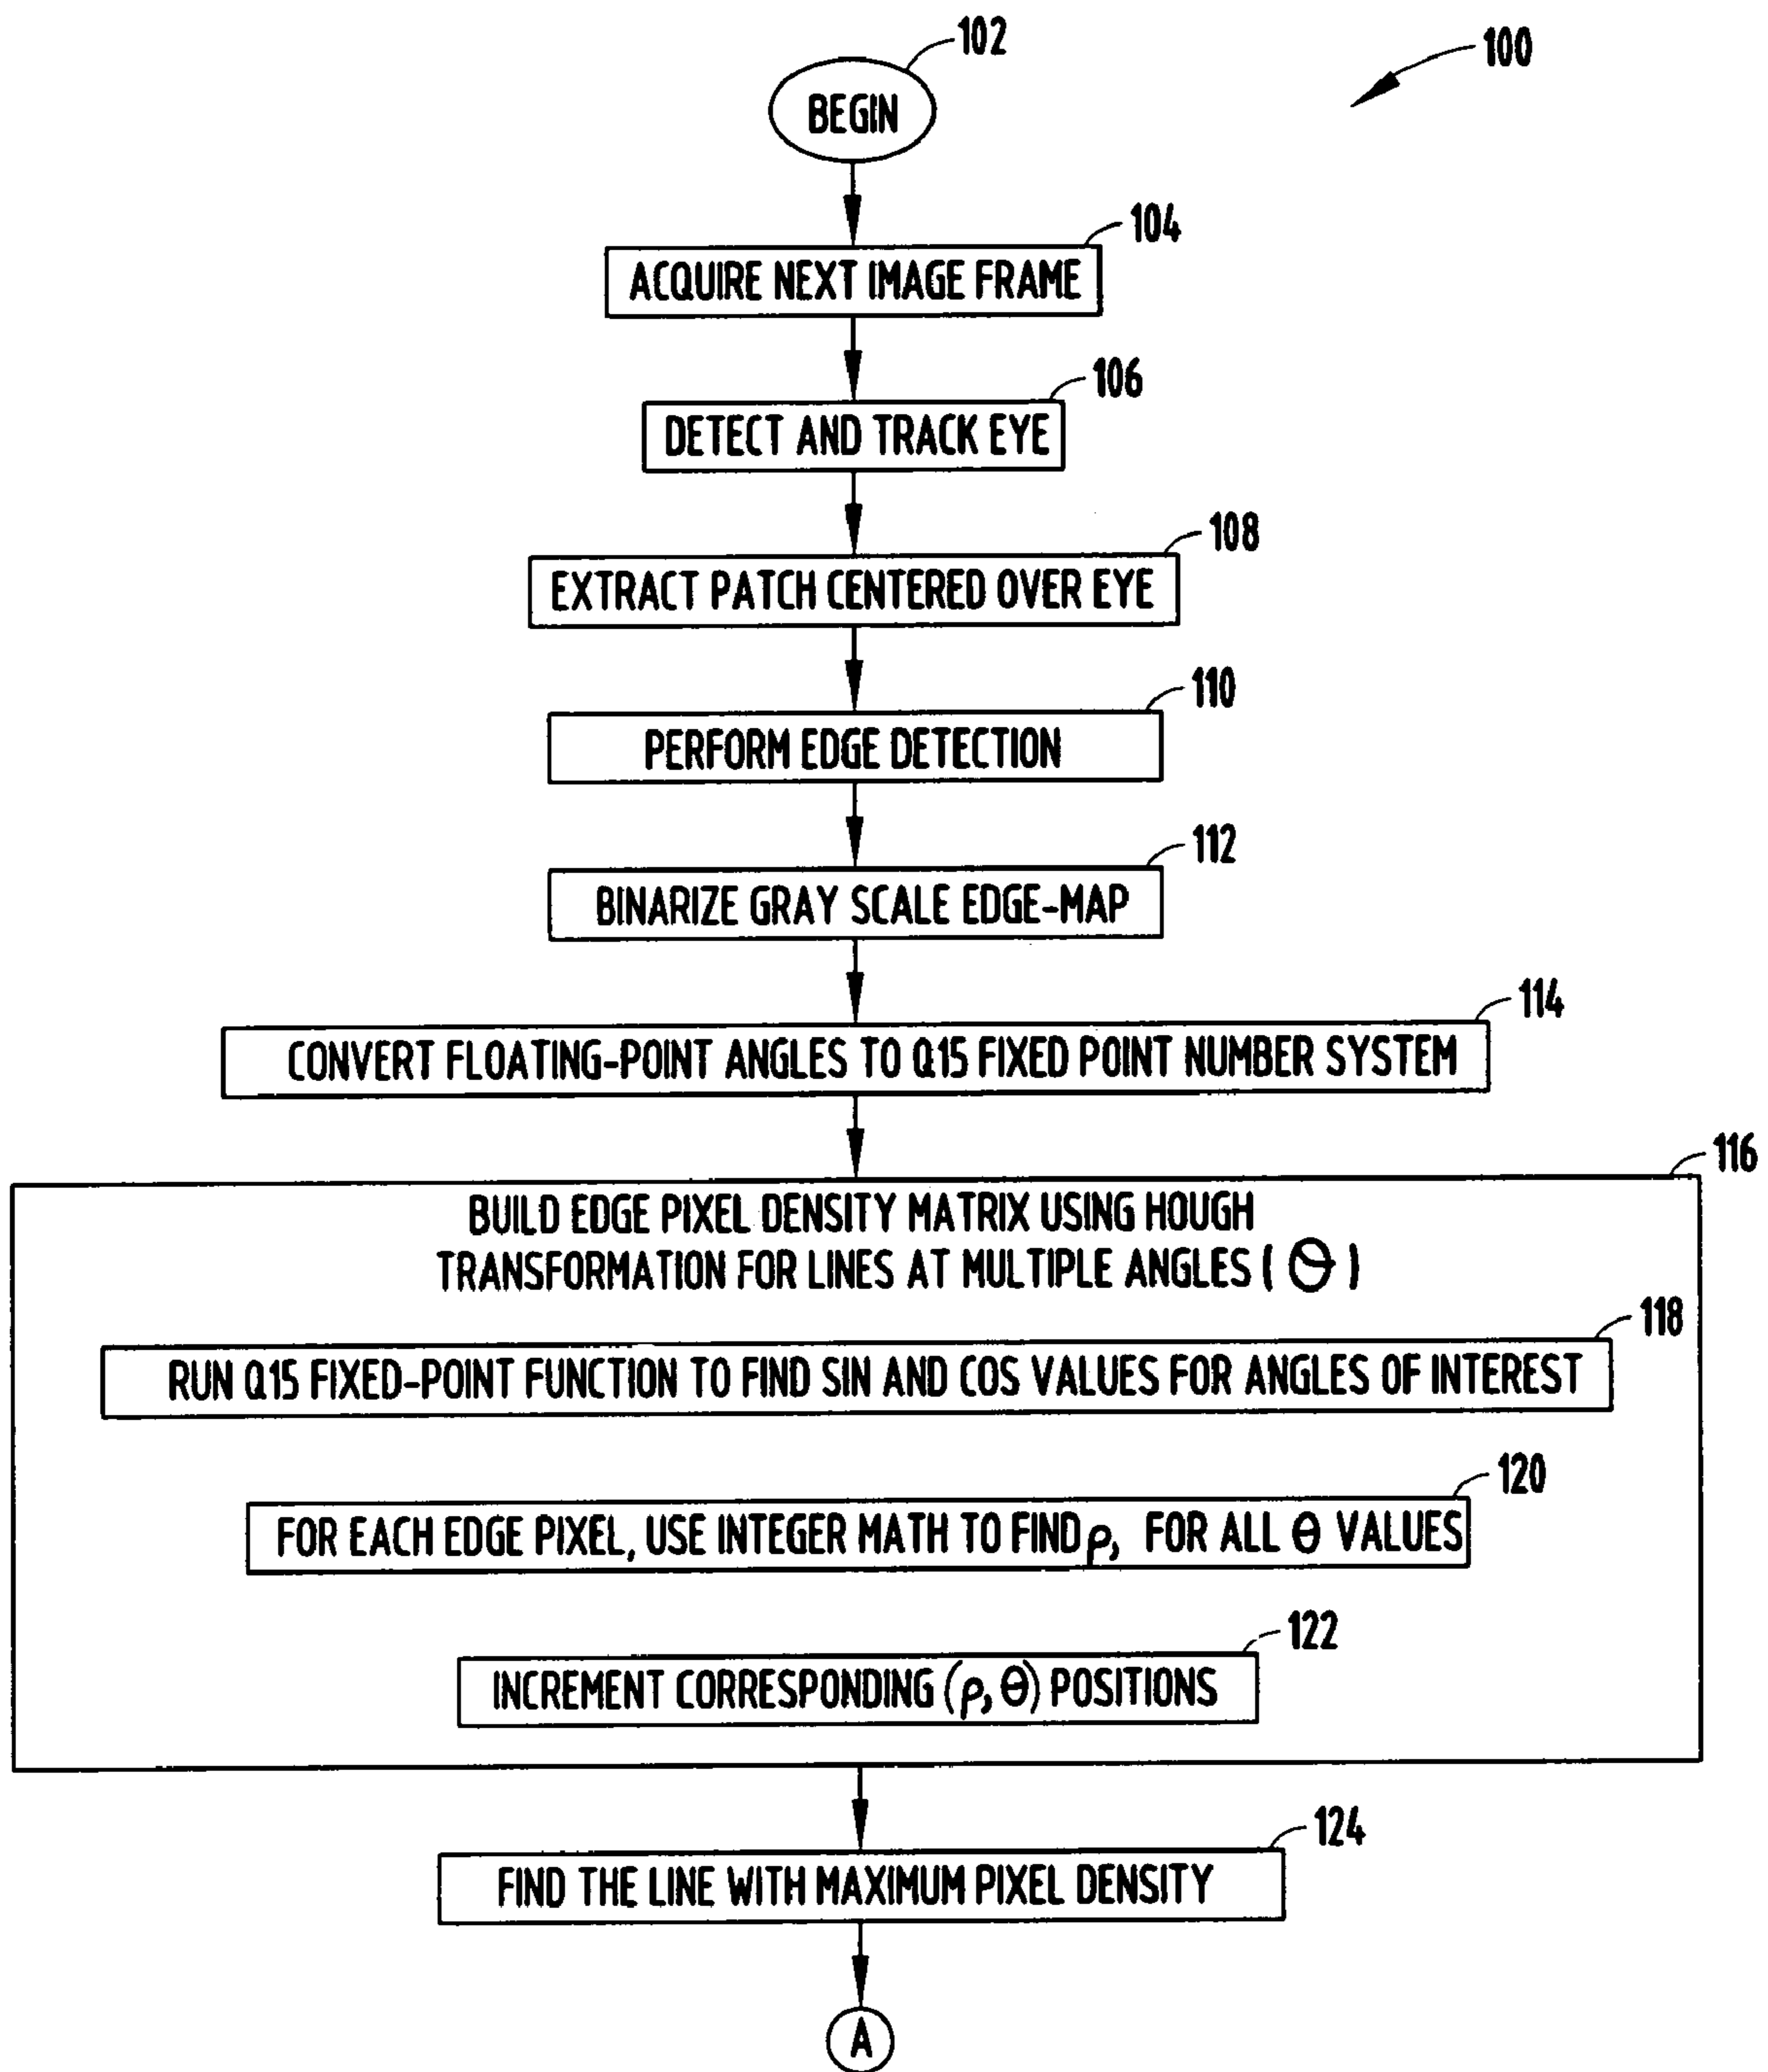 102
100
BEGIN
104
ACQUIRE NEXT IMAGE FRAME
106
DETECT AND TRACK EYE
108
EXTRACT PATCH CENTERED OVER EYE
110
PERFORM EDGE DETECTION
112
BINARIZE GRAY SCALE EDGE-MAP
114
CONVERT FLOATING-POINT ANGLES TO Q15 FIXED POINT NUMBER SYSTEM
116
BUILD EDGE PIXEL DENSITY MATRIX USING HOUGH
TRANSFORMATION FOR LINES AT MULTIPLE ANGLES ( Θ )
118
RUN Q15 FIXED-POINT FUNCTION TO FIND SIN AND COS VALUES FOR ANGLES OF INTEREST
120
FOR EACH EDGE PIXEL, USE INTEGER MATH TO FIND ρ, FOR ALL Θ VALUES
122
INCREMENT CORRESPONDING (ρ, Θ) POSITIONS
124
FIND THE LINE WITH MAXIMUM PIXEL DENSITY
A